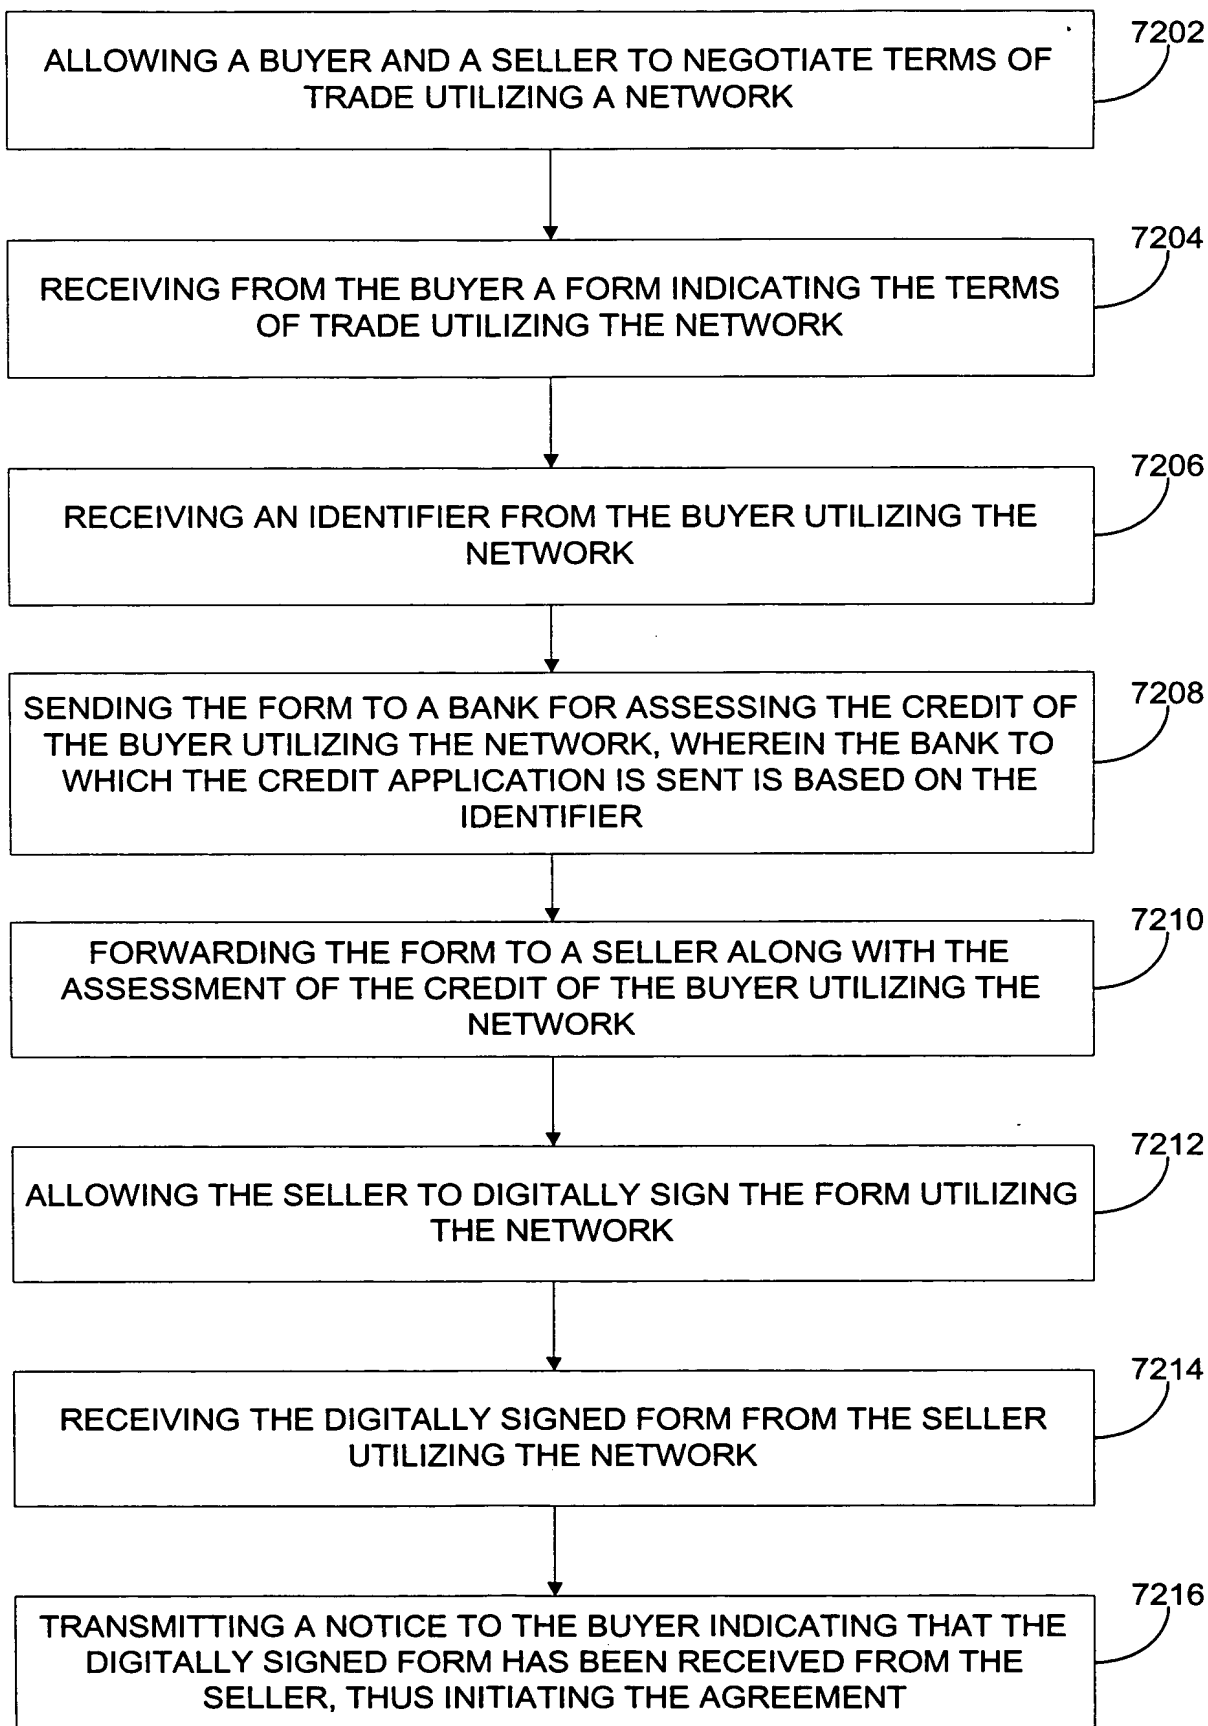 7202
ALLOWING A BUYER AND A SELLER TO NEGOTIATE TERMS OF
TRADE UTILIZING A NETWORK
7204
RECEIVING FROM THE BUYER A FORM INDICATING THE TERMS
OF TRADE UTILIZING THE NETWORK
7206
RECEIVING AN IDENTIFIER FROM THE BUYER UTILIZING THE
NETWORK
7208
SENDING THE FORM TO A BANK FOR ASSESSING THE CREDIT OF
THE BUYER UTILIZING THE NETWORK, WHEREIN THE BANK TO
WHICH THE CREDIT APPLICATION IS SENT IS BASED ON THE
IDENTIFIER
7210
FORWARDING THE FORM TO A SELLER ALONG WITH THE
ASSESSMENT OF THE CREDIT OF THE BUYER UTILIZING THE
NETWORK
7212
ALLOWING THE SELLER TO DIGITALLY SIGN THE FORM UTILIZING
THE NETWORK
7214
RECEIVING THE DIGITALLY SIGNED FORM FROM THE SELLER
UTILIZING THE NETWORK
7216
TRANSMITTING A NOTICE TO THE BUYER INDICATING THAT THE
DIGITALLY SIGNED FORM HAS BEEN RECEIVED FROM THE
SELLER, THUS INITIATING THE AGREEMENT